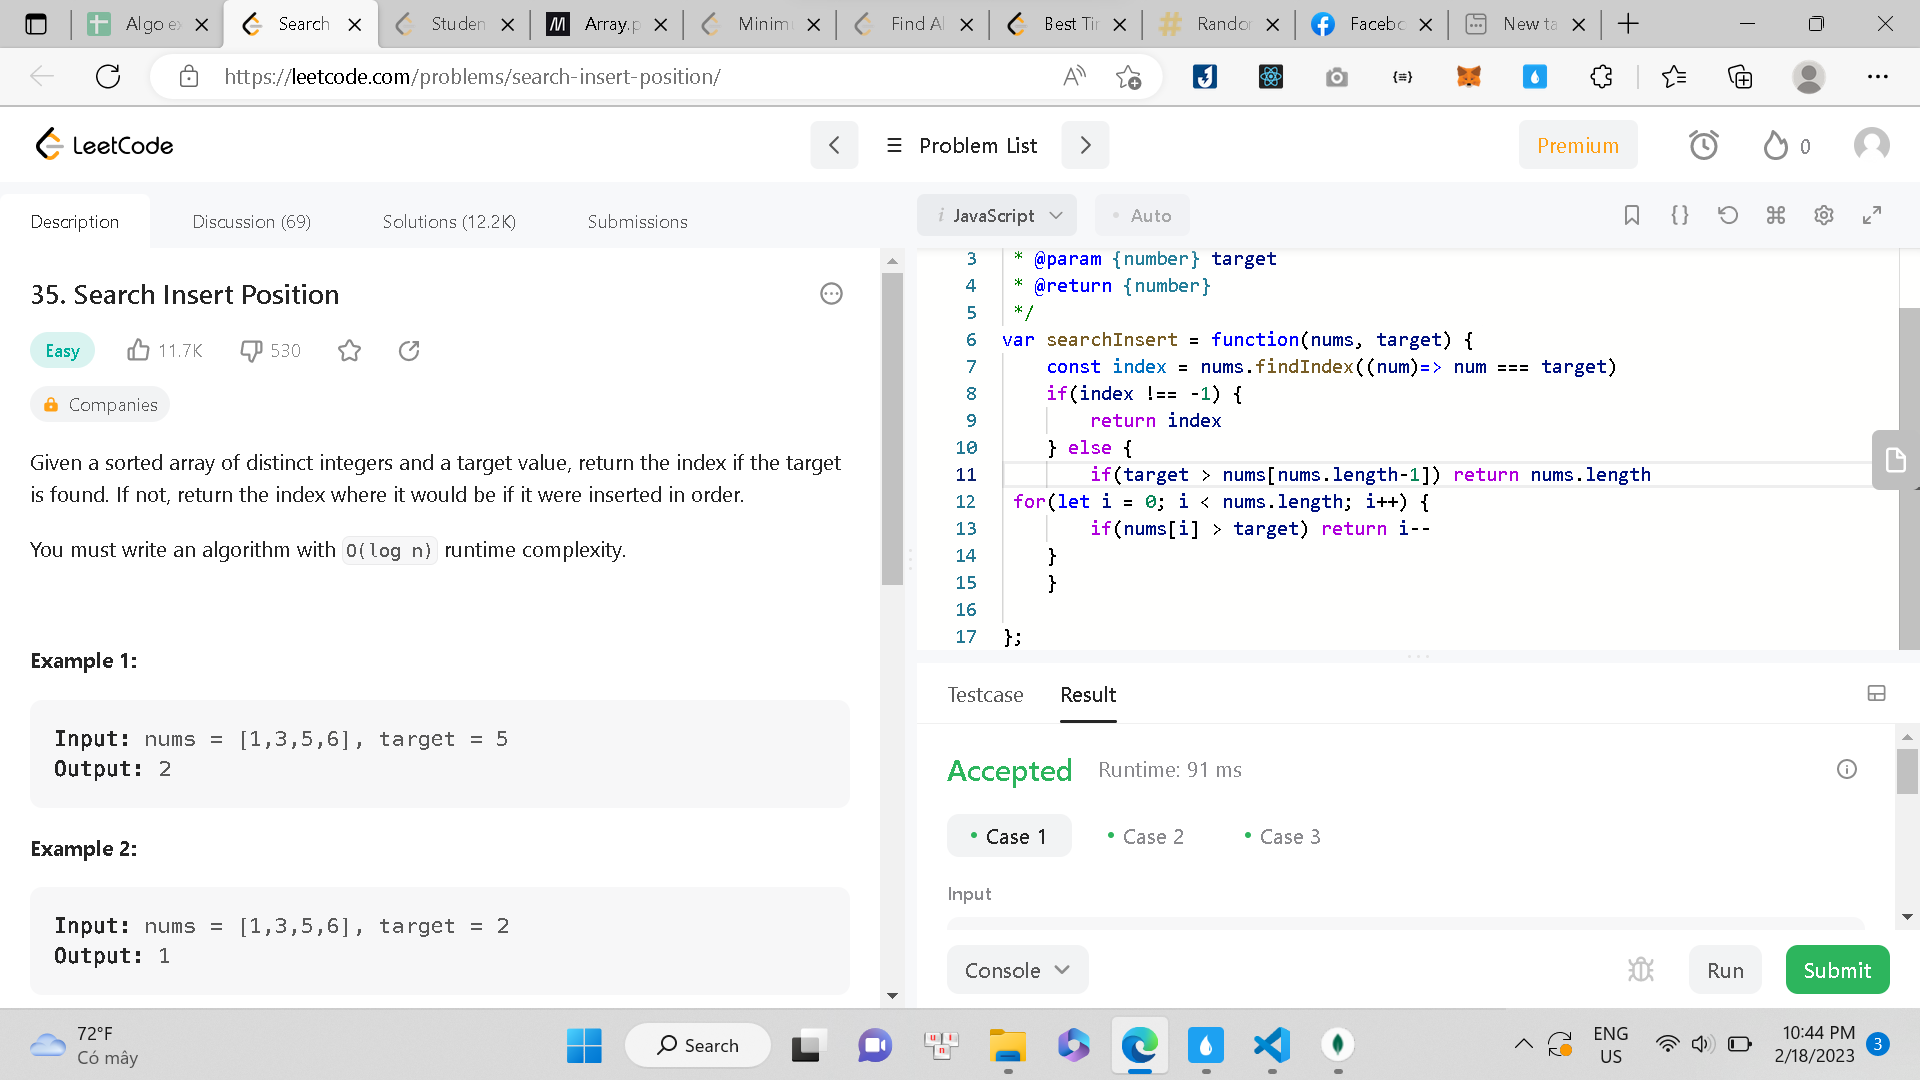 Algo e
Search
Studen
Array.p
Minim
Find Al
Best Tir
Randor
Facebo
New ta
https://leetcode.com/problems/search-insert-position/
LeetCode
Problem List
Premium
0
Description
Discussion (69)
Solutions (12.2K)
Submissions
35. Search Insert Position
Easy
11.7K
530
Companies
Given a sorted array of distinct integers and a target value, return the index if the target
is found. If not, return the index where it would be if it were inserted in order.
You must write an algorithm with O(log n) runtime complexity.
Example 1:
Input: nums = [1,3,5,6], target = 5
Output: 2
Example 2:
Input: nums = [1,3,5,6], target = 2
Output: 1
i JavaScript
• Auto
3 * @param {number} target
4 * @return {number}
5 */
6 var searchInsert = function(nums, target) {
7 const index = nums.findIndex((num)=> num === target)
8 if(index !== -1) {
9 return index
10 } else {
11 if(target > nums[nums.length-1]) return nums.length
12 for(let i = 0; i < nums.length; i++) {
13 if(nums[i] > target) return i--
14 }
15 }
16
17 };
Testcase
Result
Accepted
Runtime: 91 ms
• Case 1
• Case 2
• Case 3
Input
Console
Run
Submit
72°F
Có mây
Search
ENG
US
10:44 PM
2/18/2023
3